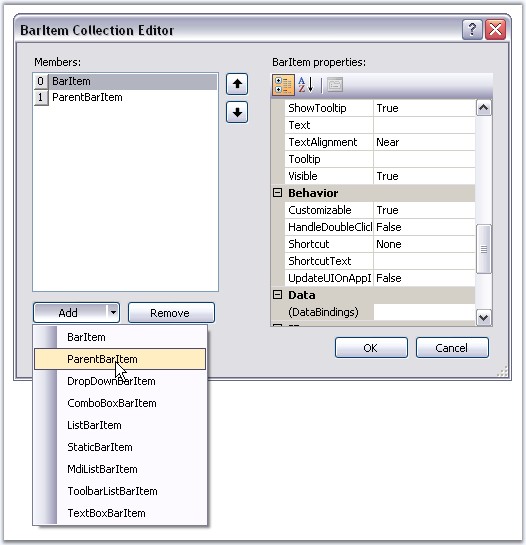 BarItem Collection Editor
Members:
0 BarItem
1 ParentBarItem
Add
Remove
BarItem
ParentBarItem
DropDownBarItem
ComboBoxBarItem
ListBarItem
StaticBarItem
MdiListBarItem
ToolbarListBarItem
TextBoxBarItem
BarItem properties:
ShowTooltip True
Text
TextAlignment Near
Tooltip
Visible True
Behavior
Customizable True
HandleDoubleClicl False
Shortcut None
ShortcutText
UpdateUIOnAppI False
Data
(DataBindings)
OK
Cancel